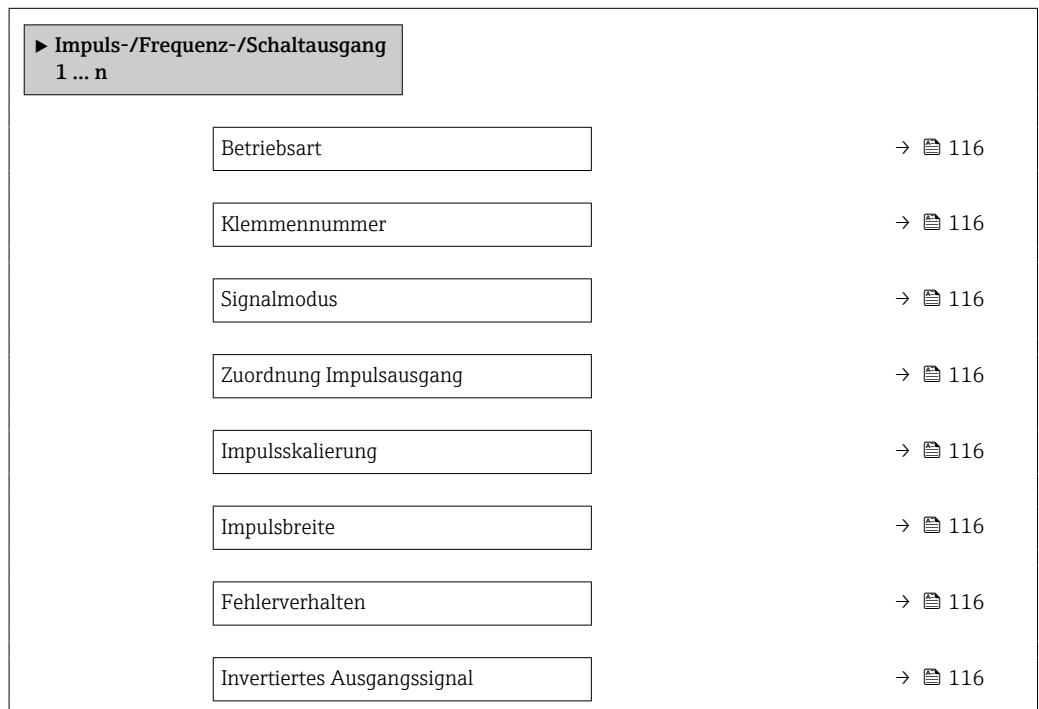 ▶ Impuls-/Frequenz-/Schaltausgang
1 ... n
Betriebsart → 116
Klemmennummer → 116
Signalmodus → 116
Zuordnung Impulsausgang → 116
Impulsskalierung → 116
Impulsbreite → 116
Fehlerverhalten → 116
Invertiertes Ausgangssignal → 116